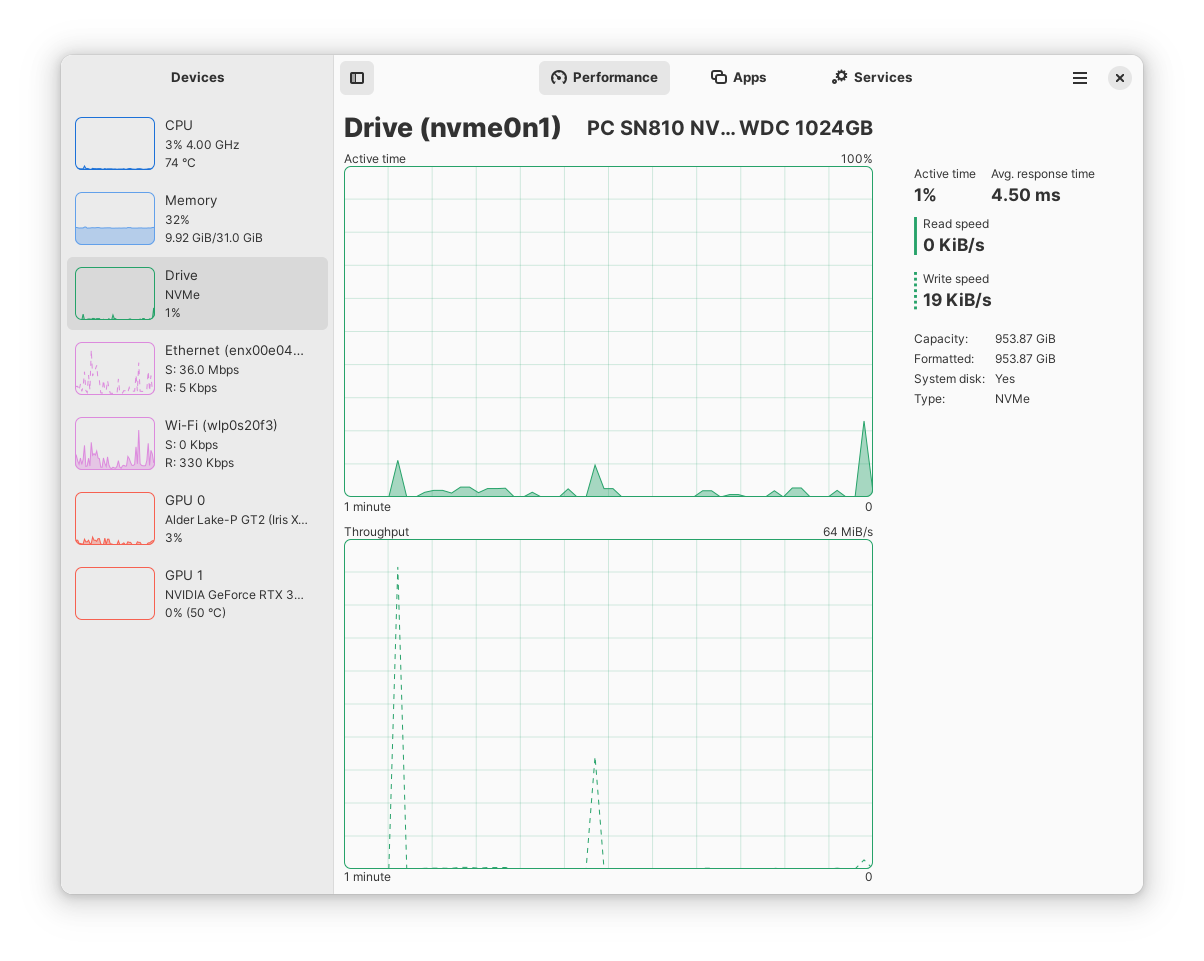 Devices
Performance
Apps
Services
CPU
3% 4.00 GHz
74 °C
Memory
32%
9.92 GiB/31.0 GiB
Drive
NVMe
1%
Ethernet (enx00e04...
S: 36.0 Mbps
R: 5 Kbps
Wi-Fi (wlp0s20f3)
S: 0 Kbps
R: 330 Kbps
GPU 0
Alder Lake-P GT2 (Iris X...
3%
GPU 1
NVIDIA GeForce RTX 3...
0% (50 °C)
Drive (nvme0n1)
PC SN810 NV... WDC 1024GB
Active time
100%
1 minute
0
Throughput
64 MiB/s
1 minute
0
Active time
1%
Avg. response time
4.50 ms
Read speed
0 KiB/s
Write speed
19 KiB/s
Capacity: 953.87 GiB
Formatted: 953.87 GiB
System disk: Yes
Type: NVMe